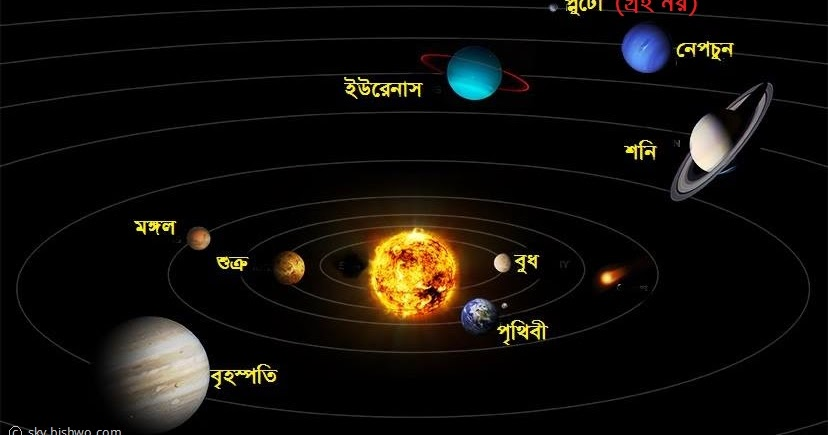 প্লুটো (গ্রহ নয়)
নেপচুন
ইউরেনাস
শনি
মঙ্গল
শুক্র
বুধ
পৃথিবী
বৃহস্পতি
© sky.bishwo.com